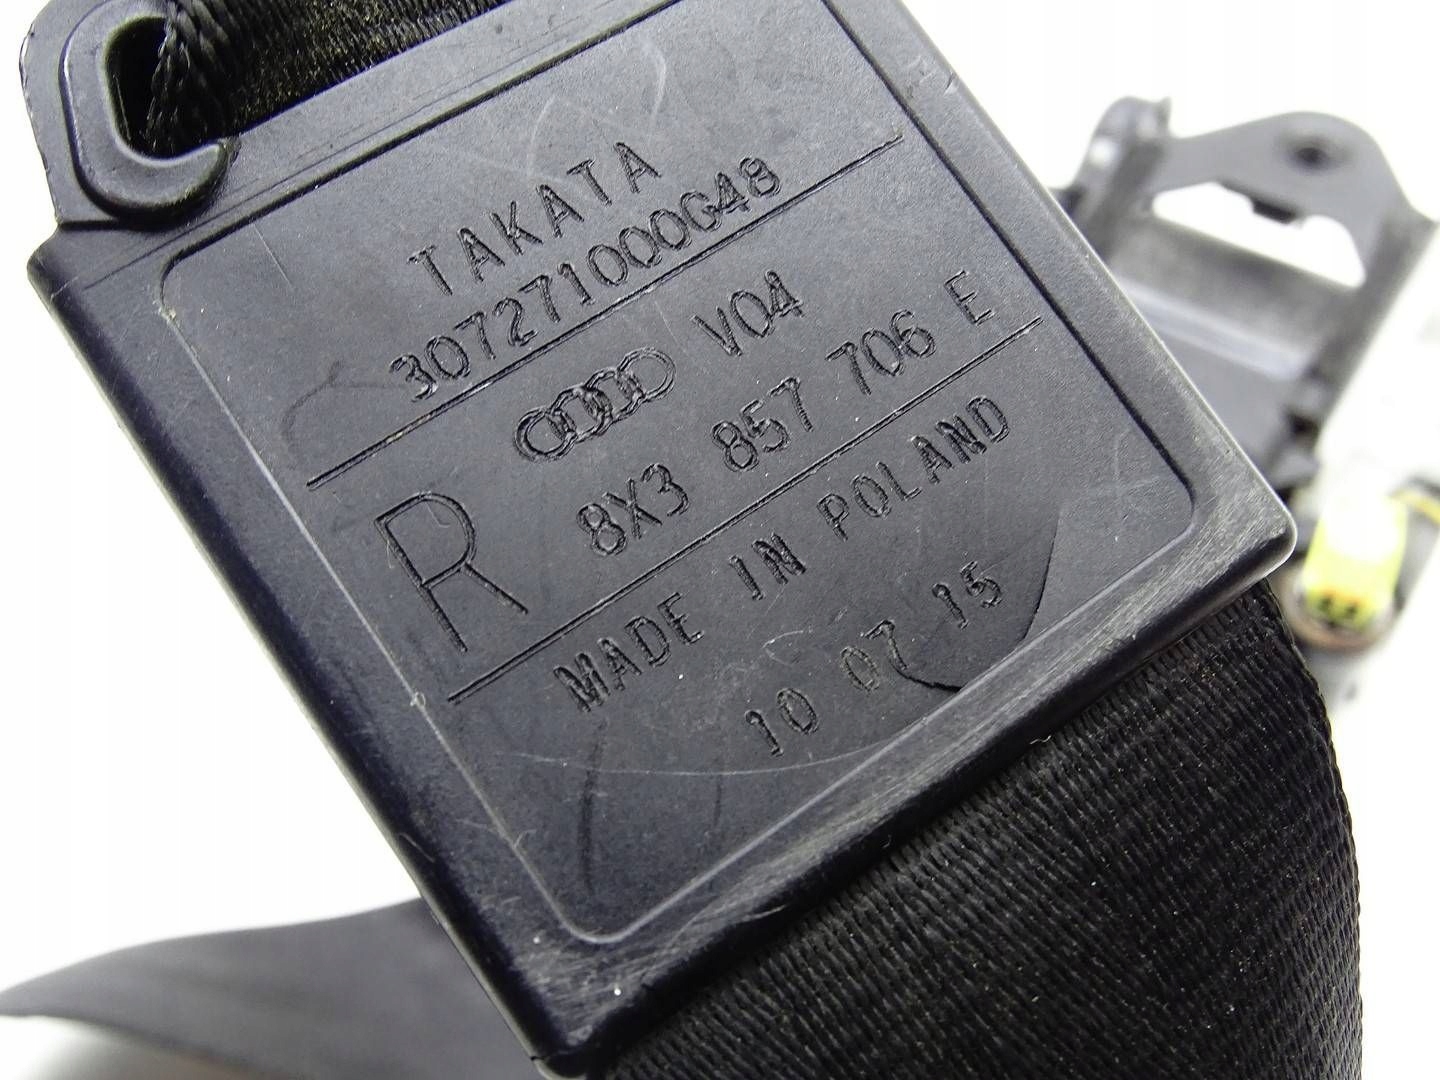 TAKATA
307271000G48
V04
R
8X3 857 706 E
MADE IN POLAND
10 07 15